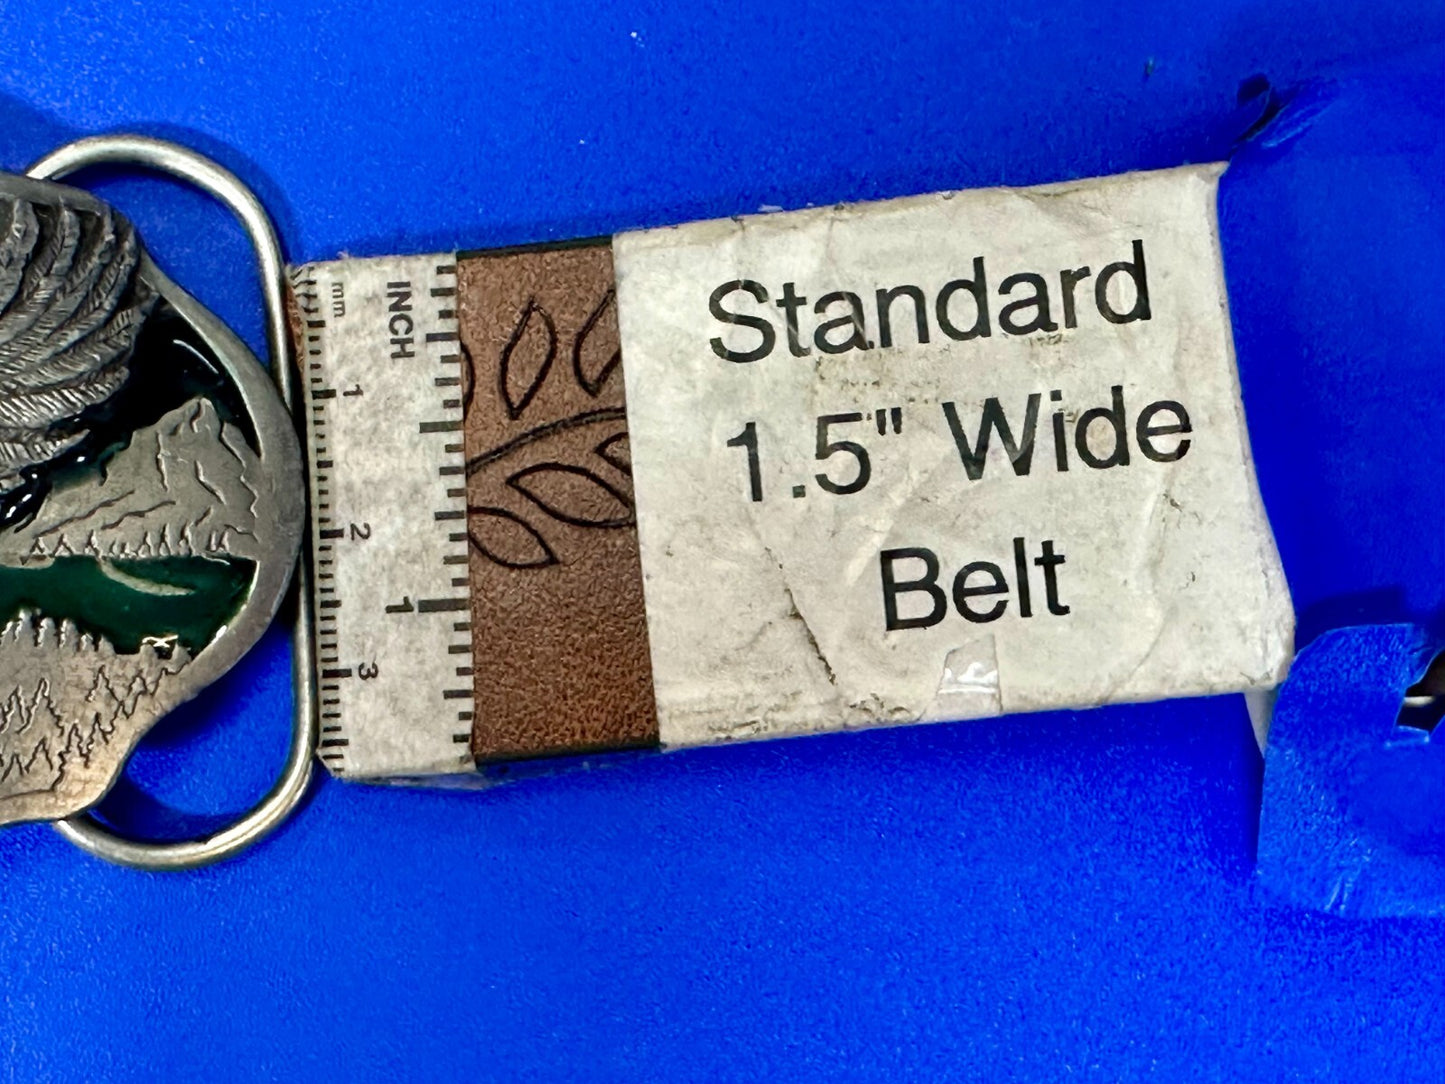 mm
INCH
1
2
1
3
Standard
1.5" Wide
Belt